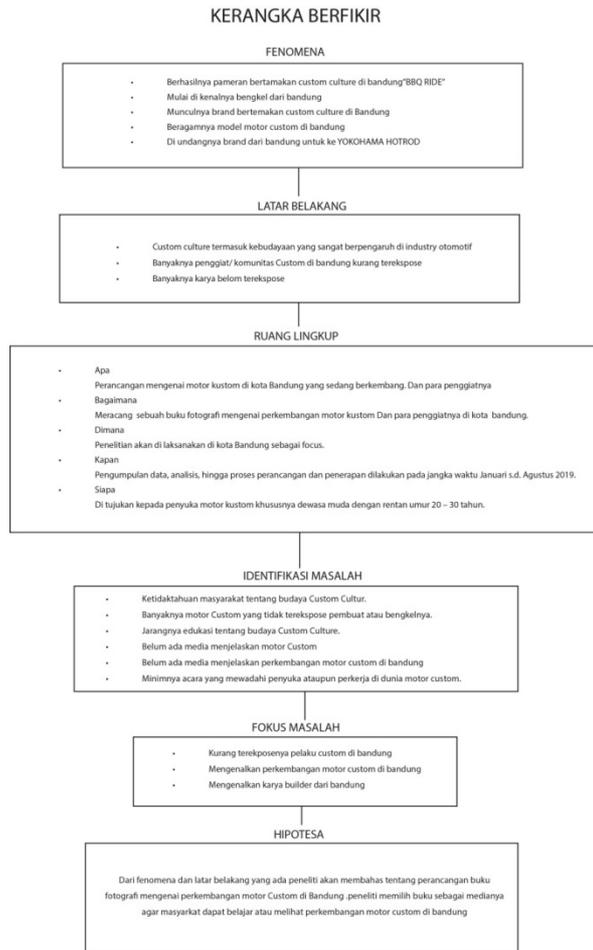 KERANGKA BERFIKIR
FENOMENA
• Berhasilnya pameran bertamakan custom culture di bandung"BBQ RIDE"
• Mulai di kenalnya bengkel dari bandung
• Munculnya brand bertemakan custom culture di Bandung
• Beragamnya model motor custom di bandung
• Di undangnya brand dari bandung untuk ke YOKOHAMA HOTROD
LATAR BELAKANG
• Custom culture termasuk kebudayaan yang sangat berpengaruh di industry otomotif
• Banyaknya penggiat/ komunitas Custom di bandung kurang terekspose
• Banyaknya karya belom terekspose
RUANG LINGKUP
• Apa
Perancangan mengenai motor kustom di kota Bandung yang sedang berkembang. Dan para penggiatnya
• Bagaimana
Meracang sebuah buku fotografi mengenai perkembangan motor kustom Dan para penggiatnya di kota bandung.
• Dimana
Penelitian akan di laksanakan di kota Bandung sebagai focus.
• Kapan
Pengumpulan data, analisis, hingga proses perancangan dan penerapan dilakukan pada jangka waktu Januari s.d. Agustus 2019.
• Siapa
Di tujukan kepada penyuka motor kustom khususnya dewasa muda dengan rentan umur 20 – 30 tahun.
IDENTIFIKASI MASALAH
• Ketidaktahuan masyarakat tentang budaya Custom Cultur.
• Banyaknya motor Custom yang tidak terekspose pembuat atau bengkelnya.
• Jarangnya edukasi tentang budaya Custom Culture.
• Belum ada media menjelaskan motor Custom
• Belum ada media menjelaskan perkembangan motor custom di bandung
• Minimnya acara yang mewadahi penyuka ataupun perkerja di dunia motor custom.
FOKUS MASALAH
• Kurang terekposenya pelaku custom di bandung
• Mengenalkan perkembangan motor custom di bandung
• Mengenalkan karya builder dari bandung
HIPOTESA
Dari fenomena dan latar belakang yang ada peneliti akan membahas tentang perancangan buku
fotografi mengenai perkembangan motor Custom di Bandung .peneliti memilih buku sebagai medianya
agar masyarkat dapat belajar atau melihat perkembangan motor custom di bandung